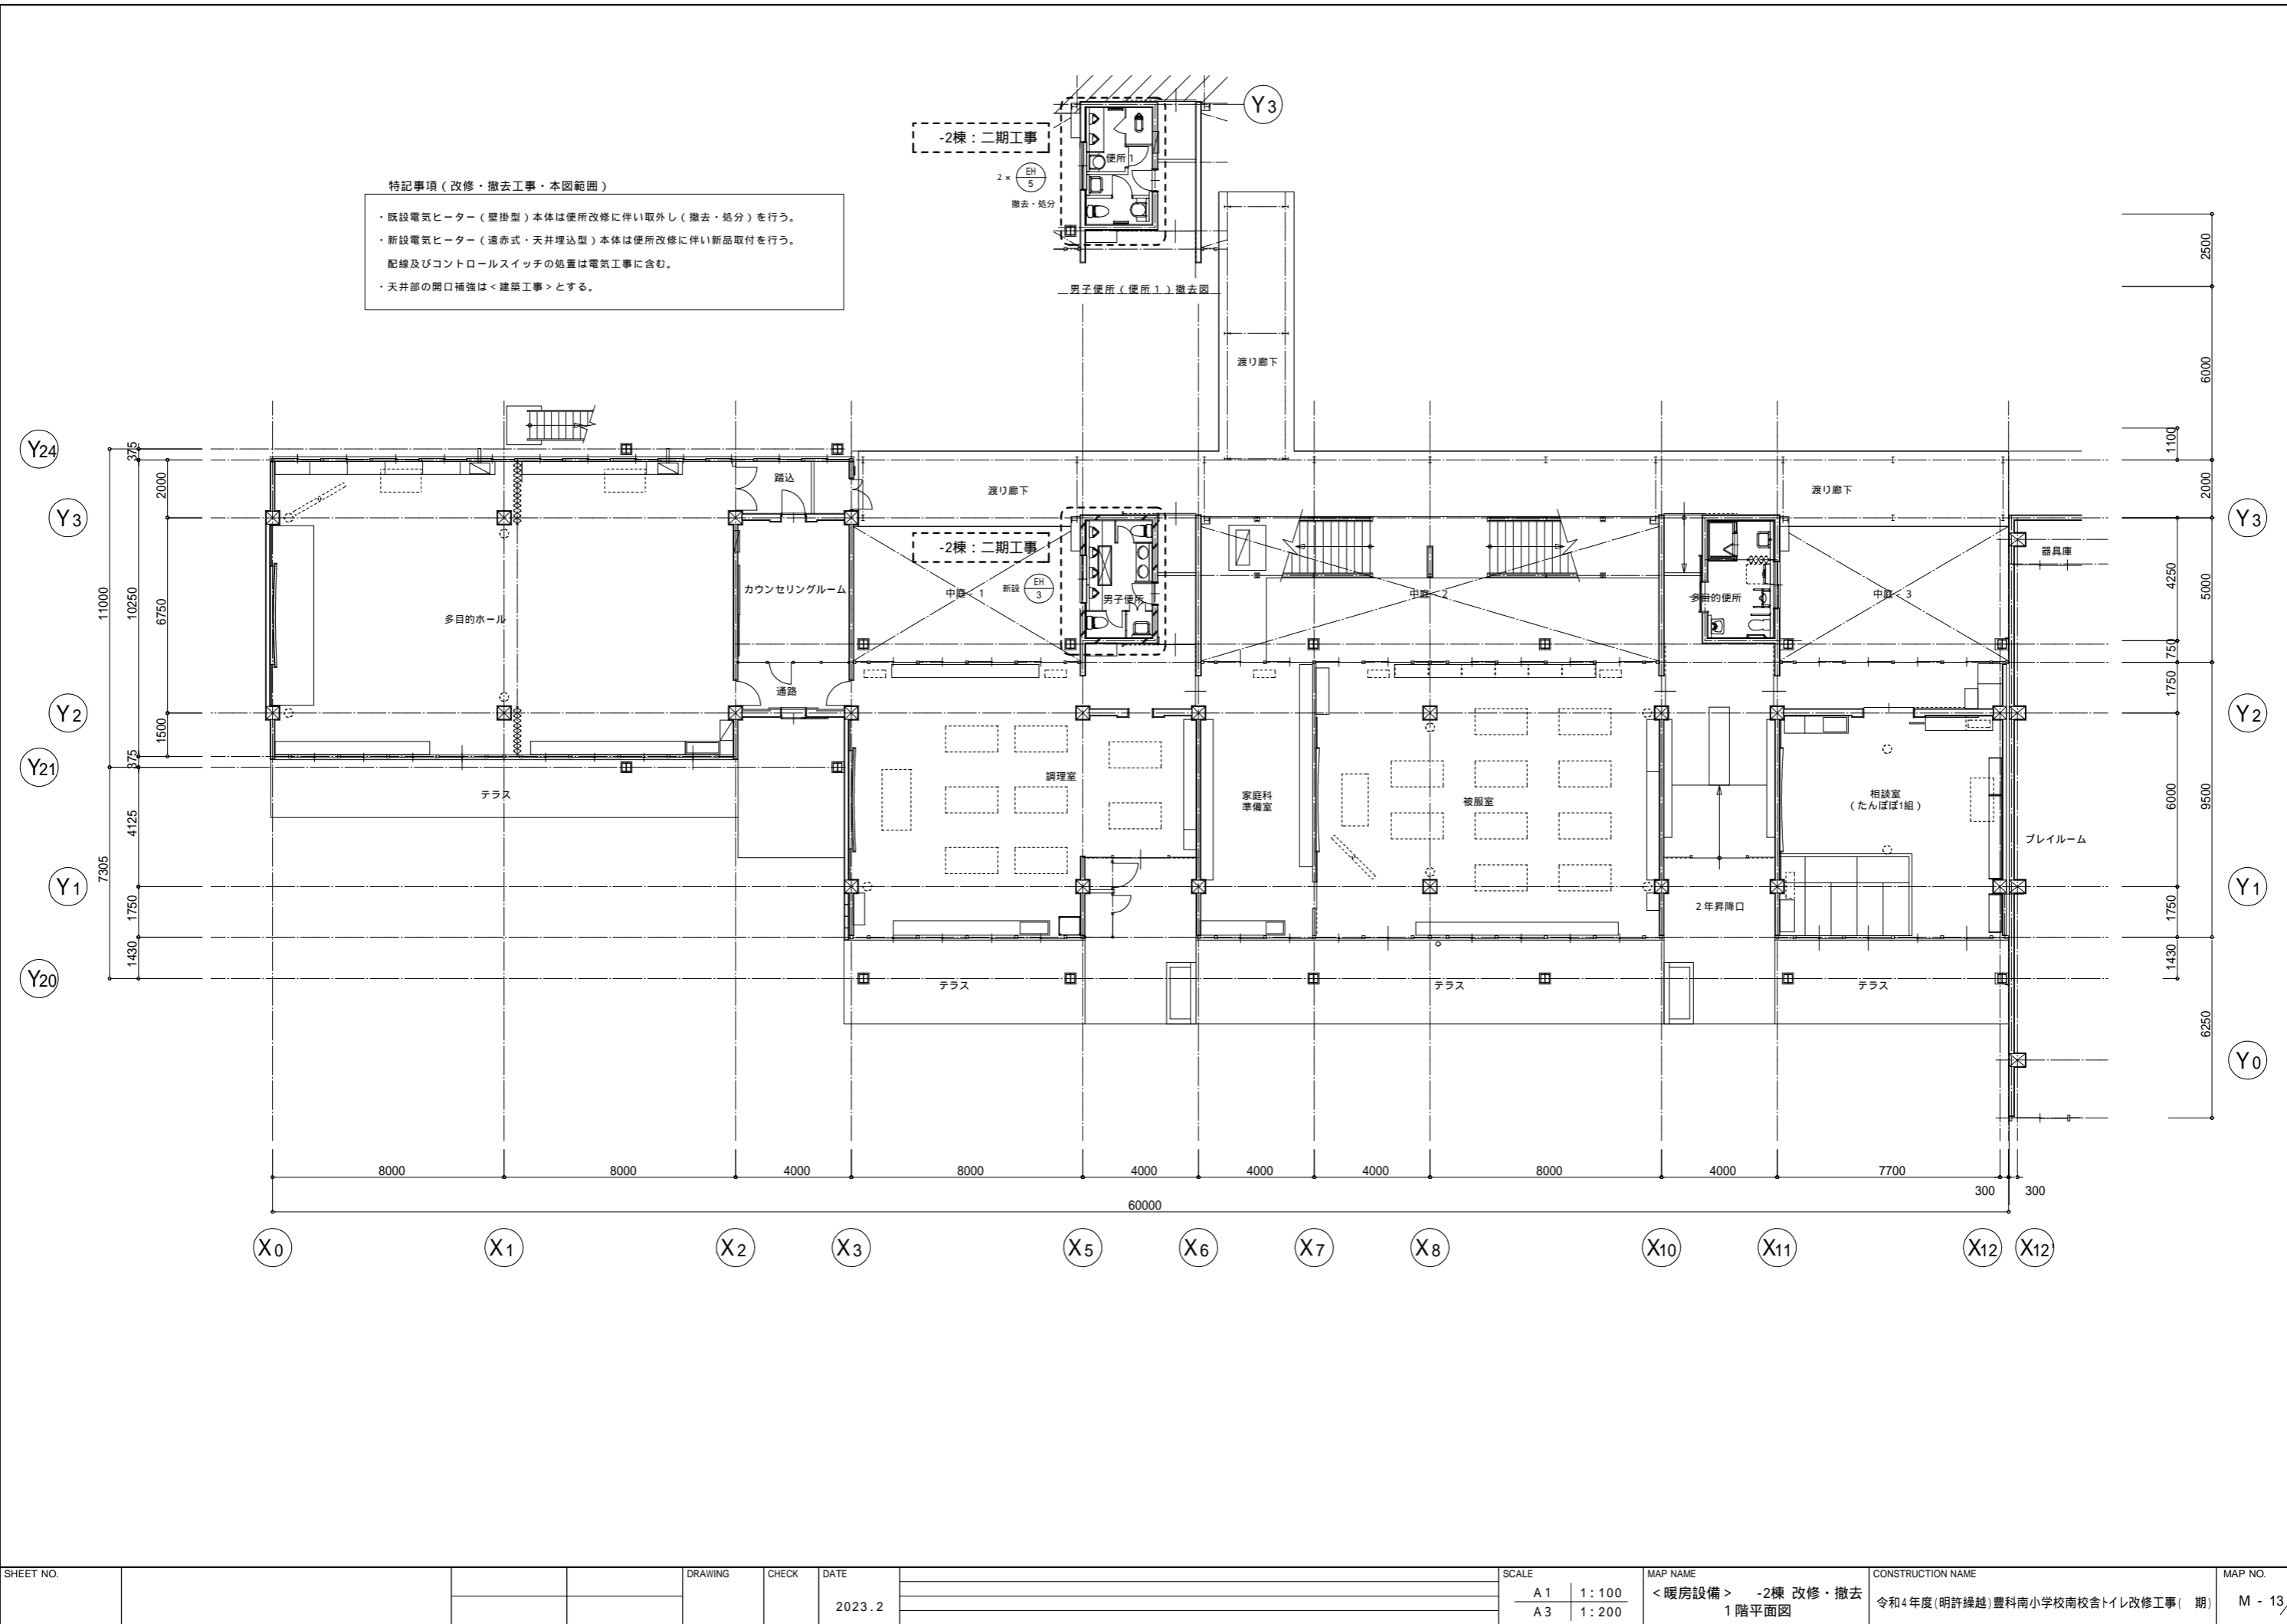 Y3
-2棟：二期工事
便所1
2× EH 5
撤去・処分
特記事項（改修・撤去工事・本図範囲）
・既設電気ヒーター（壁掛型）本体は便所改修に伴い取外し（撤去・処分）を行う。
・新設電気ヒーター（遠赤式・天井埋込型）本体は便所改修に伴い新品取付を行う。
配線及びコントロールスイッチの処置は電気工事に含む。
・天井部の開口補強は<建築工事>とする。
男子便所（便所1）撤去図
渡り廊下
2500
6000
1100
2000
4250
5000
750
1750
6000
9500
1750
1430
6250
Y24
Y3
Y2
Y21
Y1
Y20
375
2000
11000
10250
6750
1500
375
4125
7305
1750
1430
踏込
渡り廊下
渡り廊下
-2棟：二期工事
器具庫
カウンセリングルーム
中庭-1
新設 EH 3
男子便所
中庭-2
多目的便所
中庭-3
多目的ホール
通路
テラス
調理室
家庭科
準備室
被服室
相談室
（たんぽぽ1組）
プレイルーム
2年昇降口
テラス
テラス
テラス
Y3
Y2
Y1
Y0
8000 8000 4000 8000 4000 4000 4000 8000 4000 7700
300 300
60000
X0 X1 X2 X3 X5 X6 X7 X8 X10 X11 X12 X12'
SHEET NO.
DRAWING
CHECK
DATE
2023.2
SCALE
A1 1:100
A3 1:200
MAP NAME
<暖房設備> -2棟 改修・撤去
1階平面図
CONSTRUCTION NAME
令和4年度(明許繰越)豊科南小学校南校舎トイレ改修工事( 期)
MAP NO.
M - 13